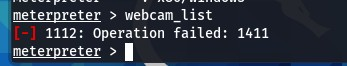 meterpreter > webcam_list
[-] 1112: Operation failed: 1411
meterpreter >